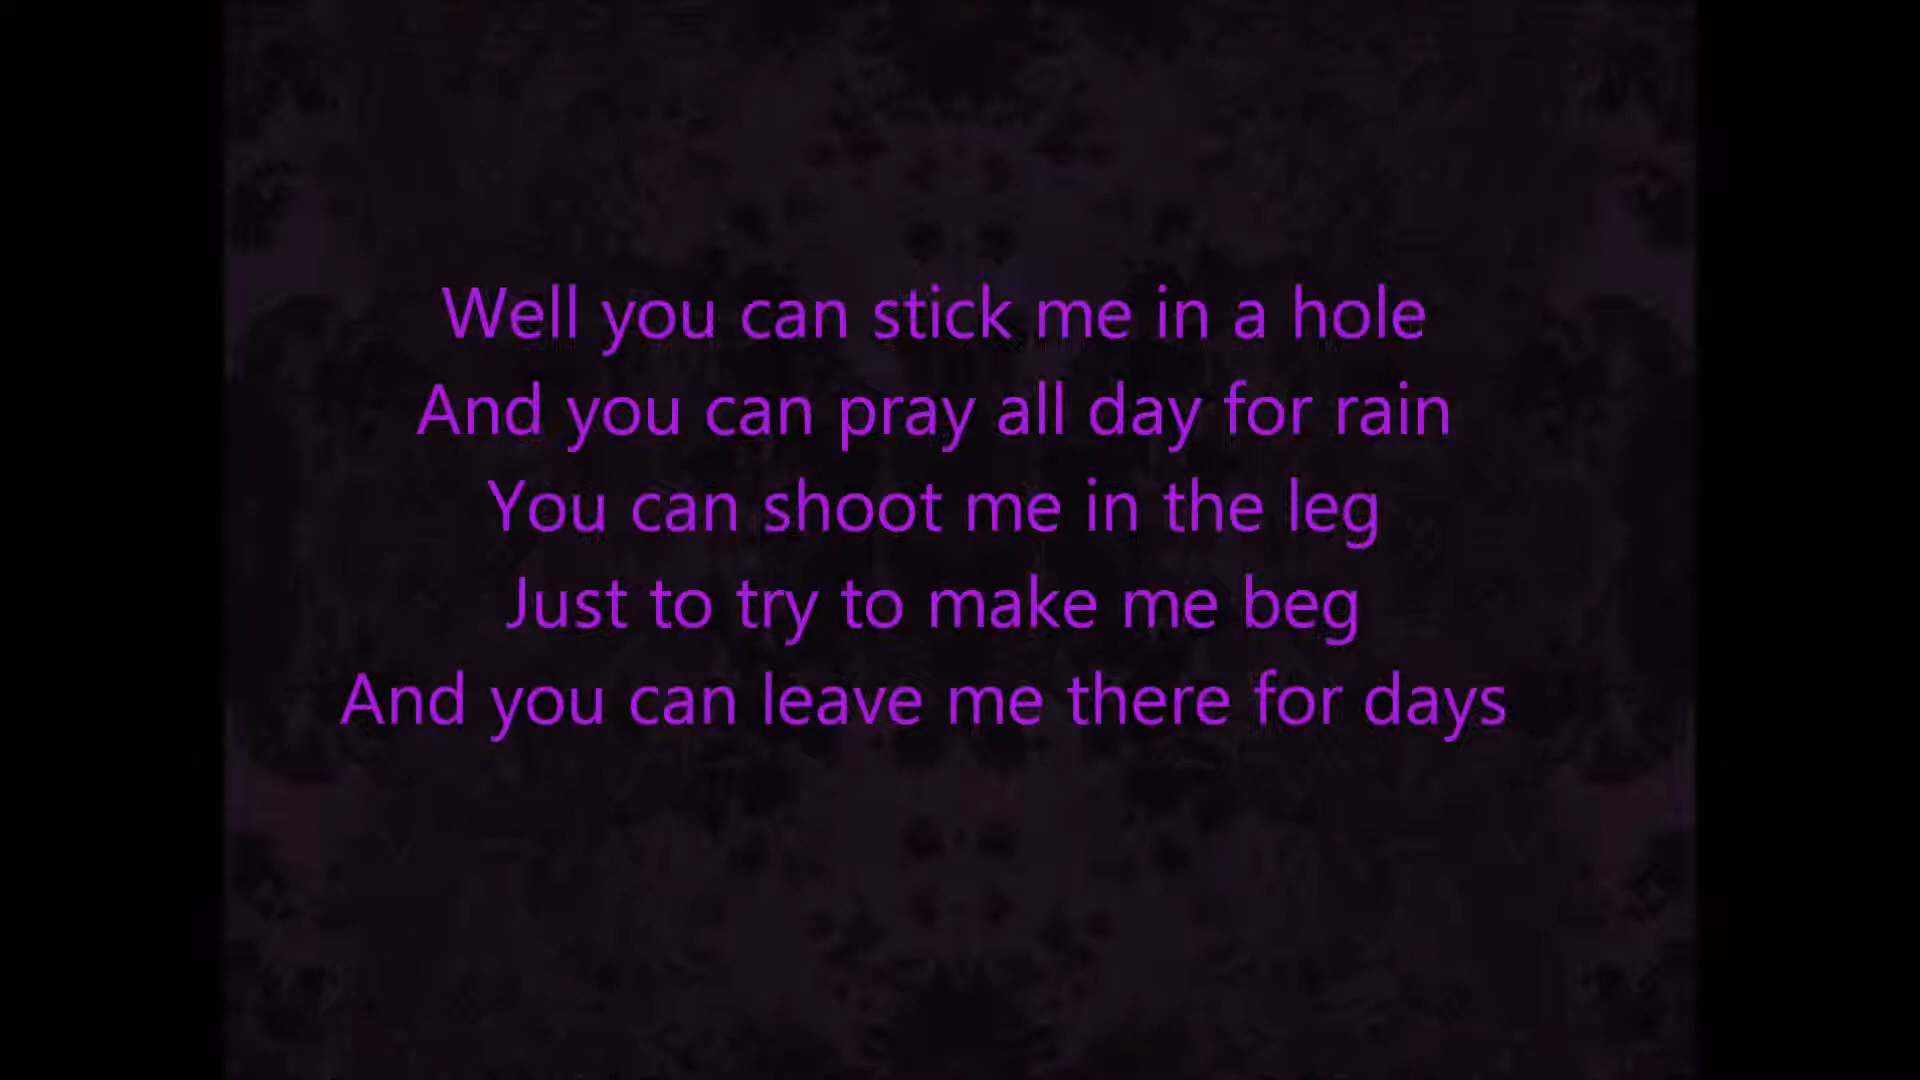 Well you can stick me in a hole
And you can pray all day for rain
You can shoot me in the leg
Just to try to make me beg
And you can leave me there for days